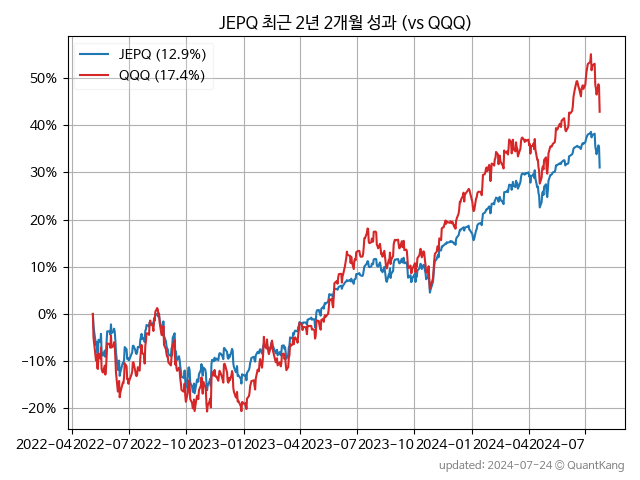 JEPQ 최근 2년 2개월 성과 (vs QQQ)
JEPQ (12.9%)
QQQ (17.4%)
50%
40%
30%
20%
10%
0%
−10%
−20%
2022-04 2022-07 2022-10 2023-01 2023-04 2023-07 2023-10 2024-01 2024-04 2024-07
updated: 2024-07-24 © QuantKang